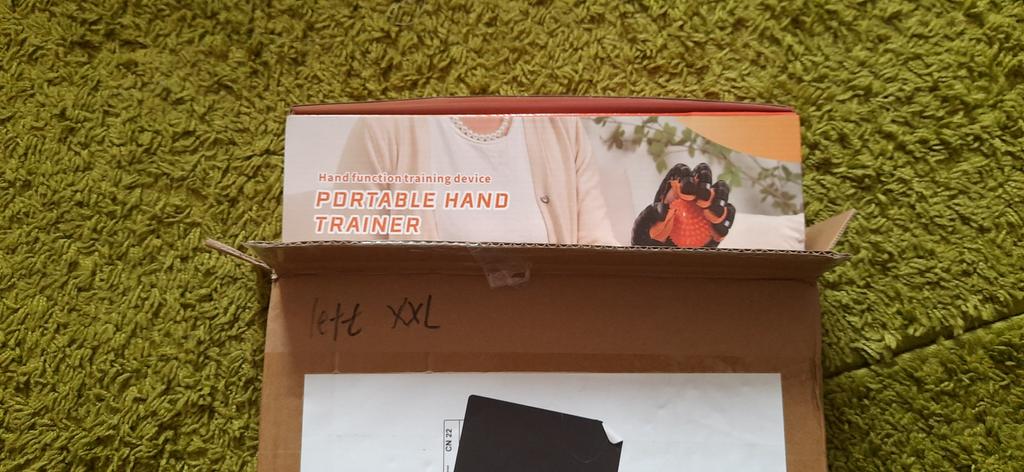 Hand function training device
PORTABLE HAND
TRAINER
left XXL
CN 22